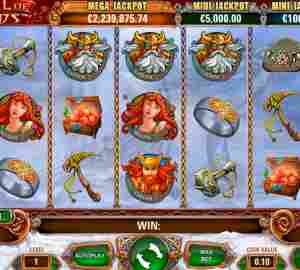 MEGA JACKPOT
€2,239,875.74
MIDI JACKPOT
€5,000.00
WIN:
LEVEL
1
AUTOPLAY
MAX
BET
COIN VALUE
0.10